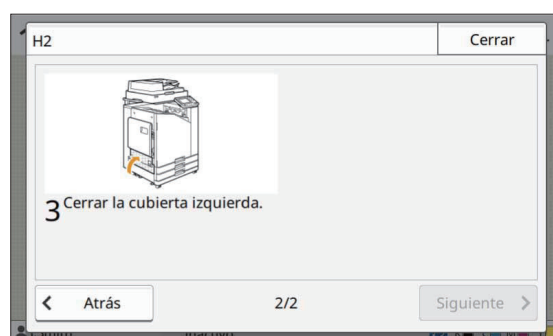 H2
Cerrar
3 Cerrar la cubierta izquierda.
Atrás
2/2
Siguiente